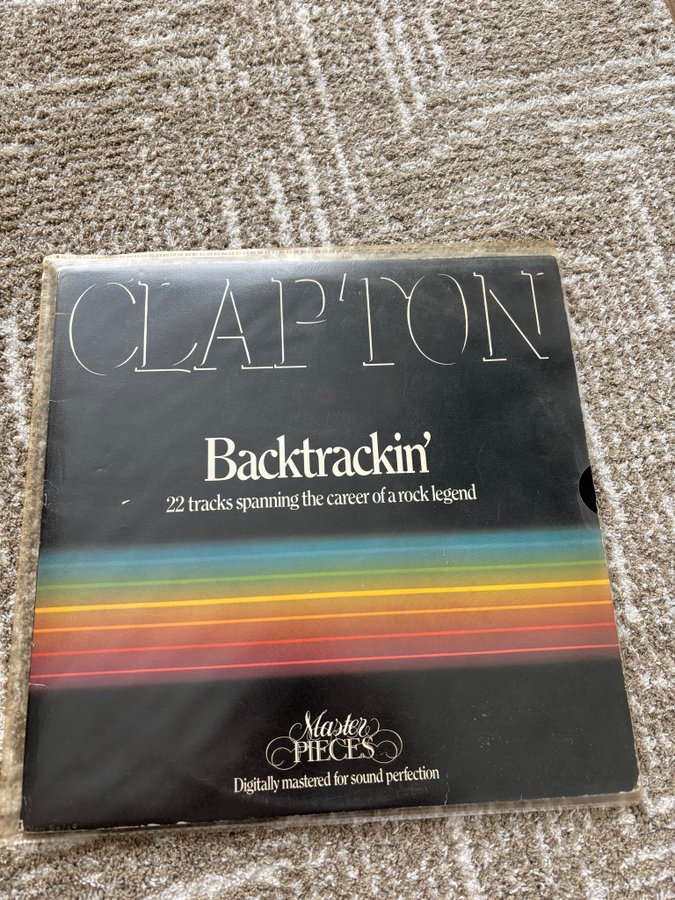 CLAPTON
Backtrackin'
22 tracks spanning the career of a rock legend
Master
PIECES
Digitally mastered for sound perfection